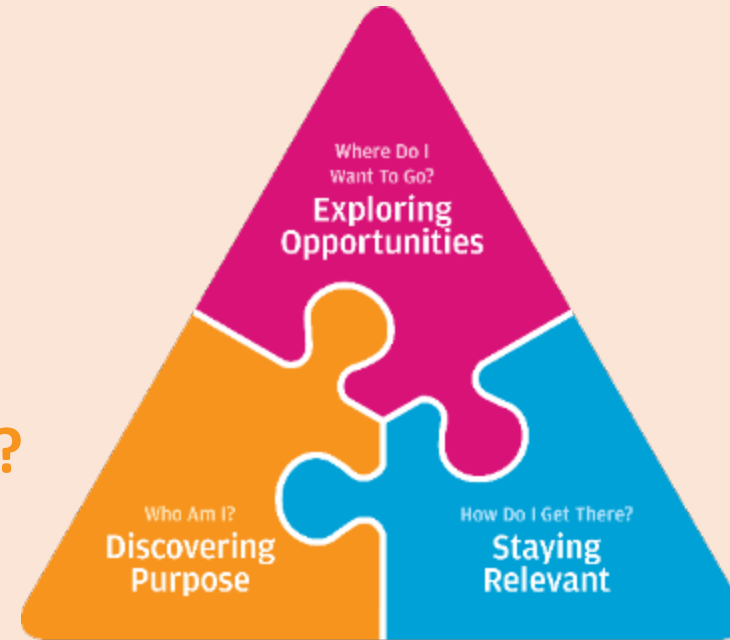 Where Do I
Want To Go?
Exploring
Opportunities
?
Who Am I?
Discovering
Purpose
How Do I Get There?
Staying
Relevant